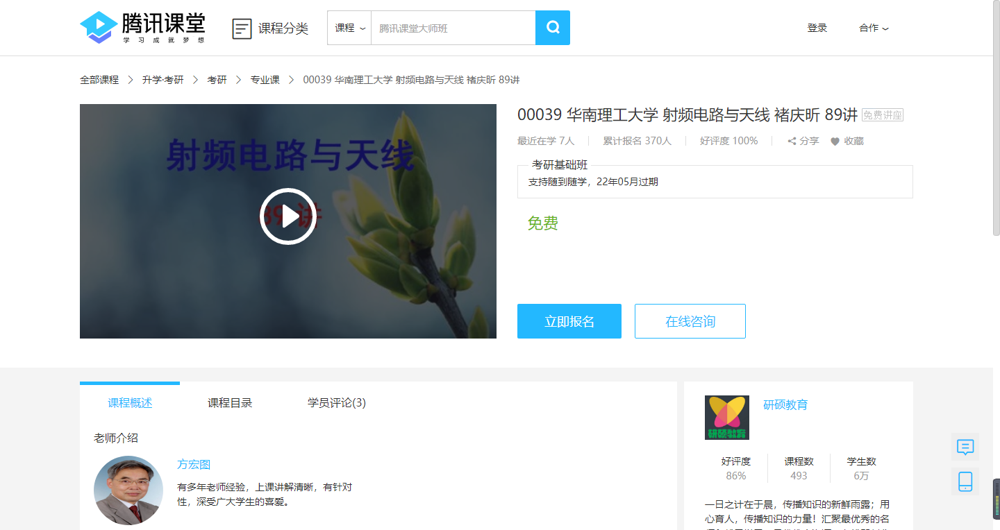 腾讯课堂
学习成就梦想
课程分类
课程
腾讯课堂大师班
登录
合作
全部课程 > 升学·考研 > 考研 > 专业课 > 00039 华南理工大学 射频电路与天线 褚庆昕 89讲
射频电路与天线
89 讲
00039 华南理工大学 射频电路与天线 褚庆昕 89讲 免费讲座
最近在学 7人
累计报名 370人
好评度 100%
分享
收藏
考研基础班
支持随到随学，22年05月过期
免费
立即报名
在线咨询
课程概述
课程目录
学员评论(3)
老师介绍
方宏图
有多年老师经验，上课讲解清晰，有针对
性，深受广大学生的喜爱。
研硕教育
研硕教育
好评度 课程数 学生数
86% 493 6万
一日之计在于晨，传播知识的新鲜雨露；用
心育人，传播知识的力量！汇聚最优秀的名